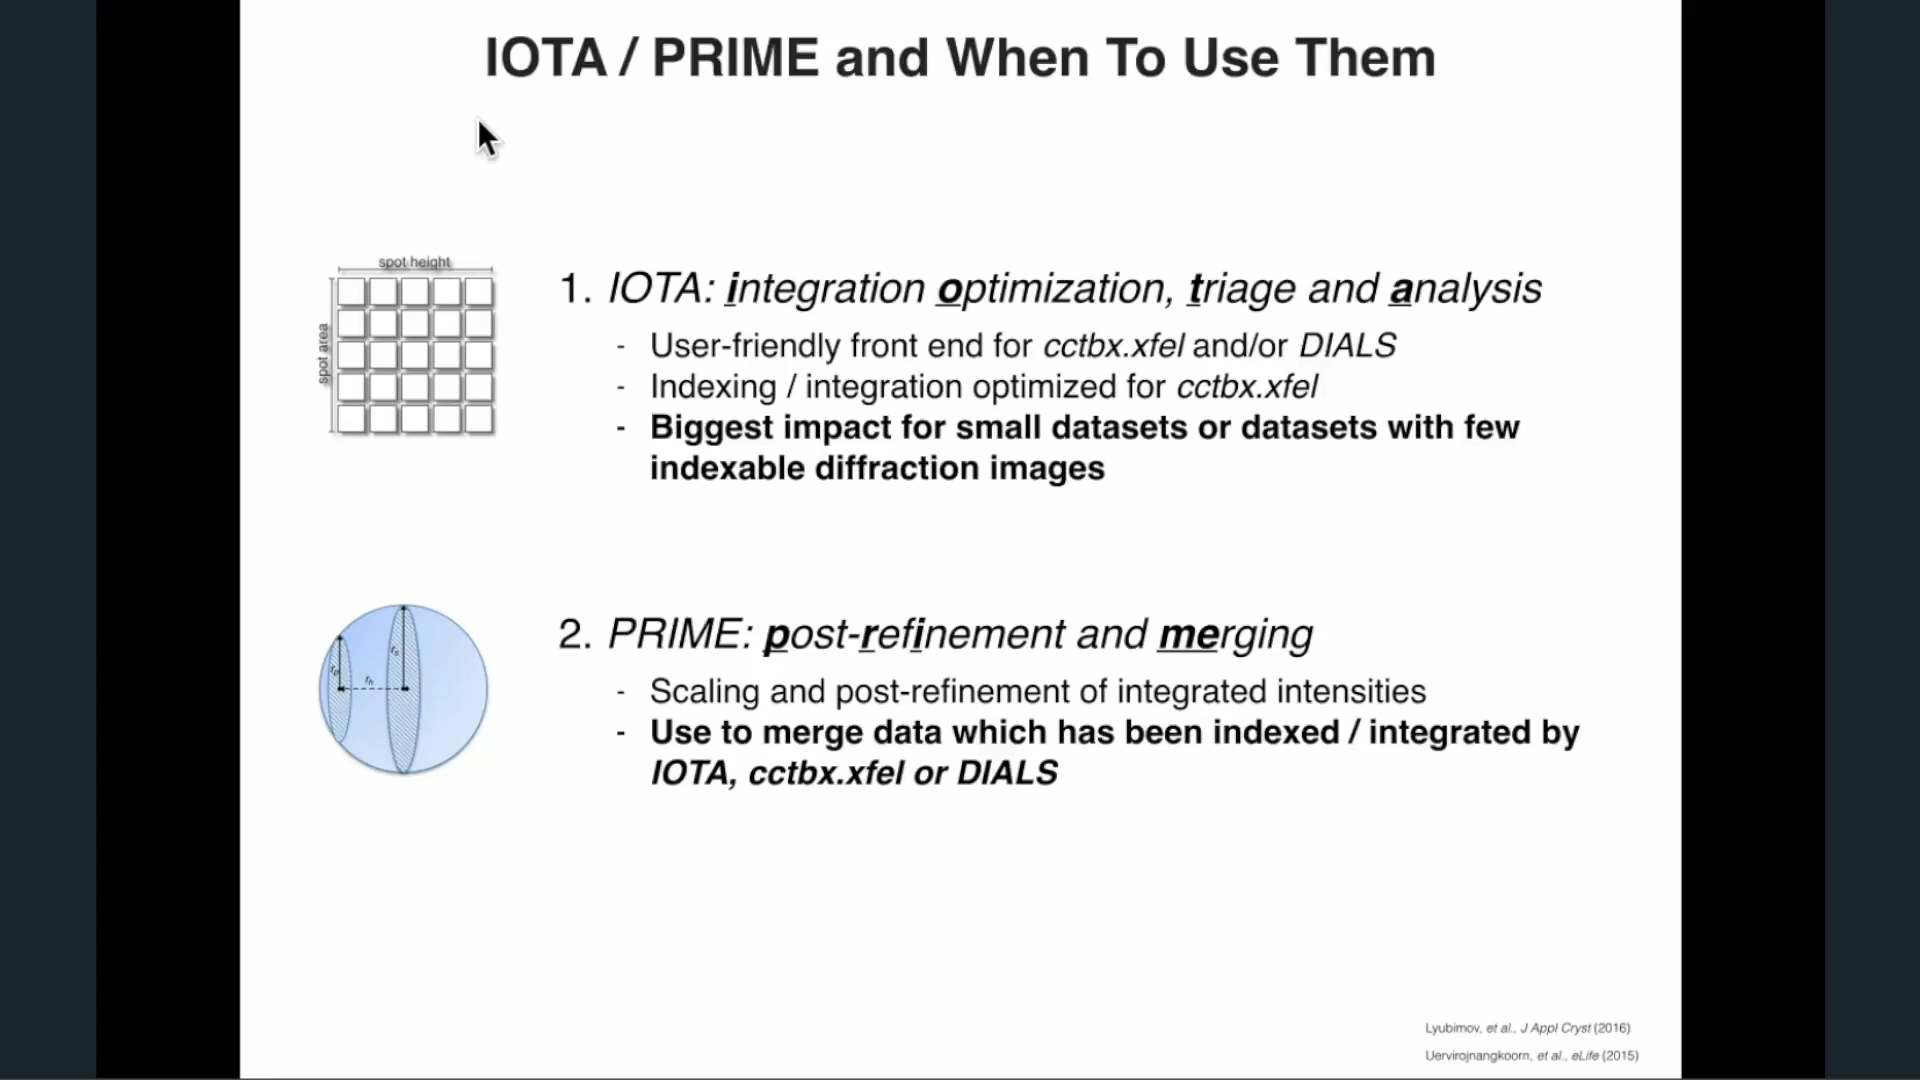 IOTA / PRIME and When To Use Them
spot height
spot area
1. IOTA: integration optimization, triage and analysis
- User-friendly front end for cctbx.xfel and/or DIALS
- Indexing / integration optimized for cctbx.xfel
- Biggest impact for small datasets or datasets with few
indexable diffraction images
rs
rp
rh
2. PRIME: post-refinement and merging
- Scaling and post-refinement of integrated intensities
- Use to merge data which has been indexed / integrated by
IOTA, cctbx.xfel or DIALS
Lyubimov, et al., J Appl Cryst (2016)
Uervirojnangkoorn, et al., eLife (2015)